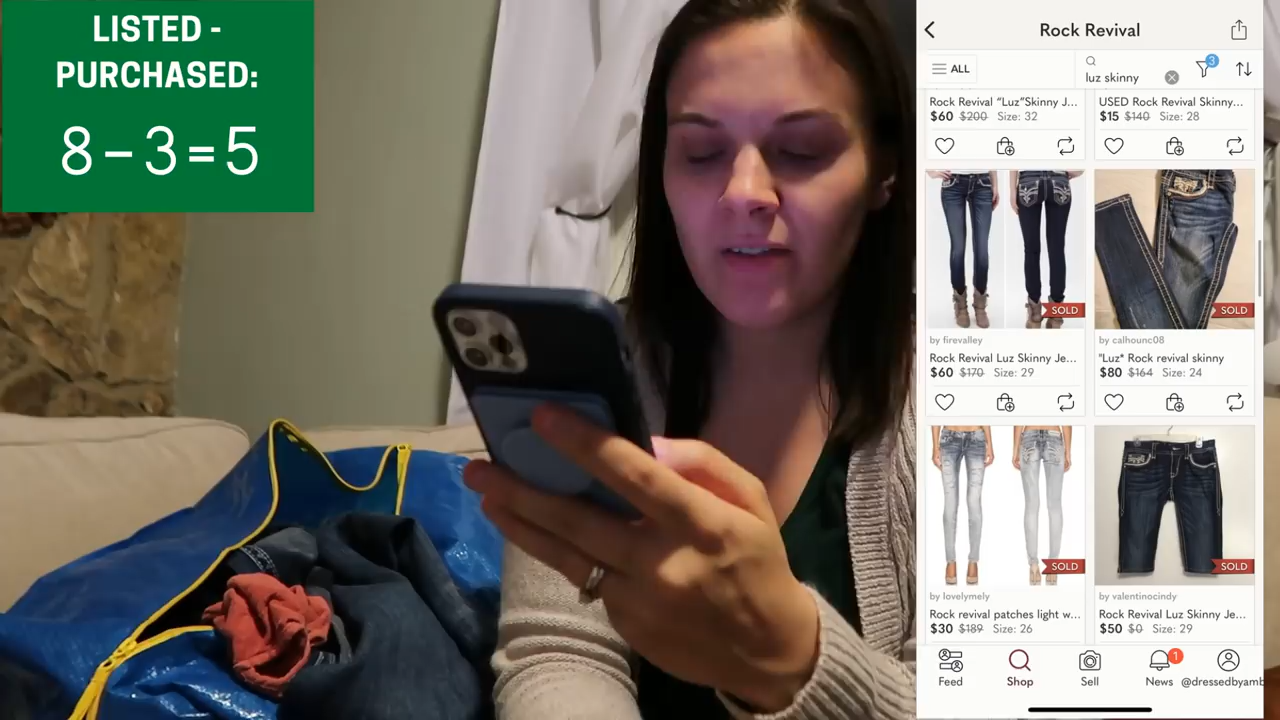 LISTED -
PURCHASED:
8 – 3 = 5
Rock Revival
ALL
luz skinny
3
Rock Revival “Luz”Skinny J...
$60 $200 Size: 32
USED Rock Revival Skinny...
$15 $140 Size: 28
SOLD
SOLD
by firevalley
Rock Revival Luz Skinny Je...
$60 $170 Size: 29
by calhounc08
"Luz* Rock revival skinny
$80 $164 Size: 24
SOLD
SOLD
by lovelymely
Rock revival patches light w...
$30 $189 Size: 26
by valentinocindy
Rock Revival Luz Skinny Je...
$50 $0 Size: 29
Feed
Shop
Sell
1
News
@dressedbyamb